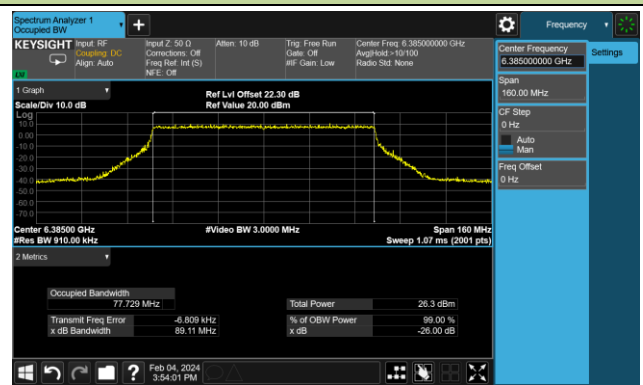 Spectrum Analyzer 1
Occupied BW
+
Frequency
KEYSIGHT
Input: RF
Coupling: DC
Align: Auto
Input Z: 50 Ω
Corrections: Off
Freq Ref: Int (S)
NFE: Off
Atten: 10 dB
Trig: Free Run
Gate: Off
#IF Gain: Low
Center Freq: 6.385000000 GHz
Avg|Hold:>10/100
Radio Std: None
Center Frequency
6.385000000 GHz
Settings
Span
160.00 MHz
CF Step
0 Hz
Auto
Man
Freq Offset
0 Hz
1 Graph
Scale/Div 10.0 dB
Ref Lvl Offset 22.30 dB
Ref Value 20.00 dBm
Log
10.0
0.00
-10.0
-20.0
-30.0
-40.0
-50.0
-60.0
-70.0
Center 6.38500 GHz
#Res BW 910.00 kHz
#Video BW 3.0000 MHz
Span 160 MHz
Sweep 1.07 ms (2001 pts)
2 Metrics
Occupied Bandwidth
77.729 MHz
Total Power 26.3 dBm
Transmit Freq Error -6.809 kHz
% of OBW Power 99.00 %
x dB Bandwidth 89.11 MHz
x dB -26.00 dB
?
Feb 04, 2024
3:54:01 PM